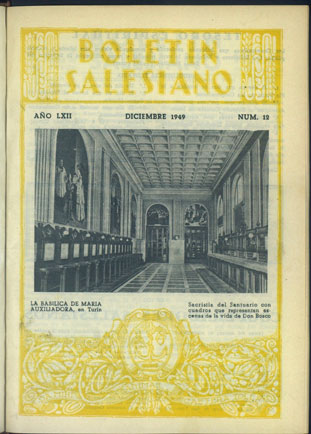 BOLETIN
SALESIANO
AÑO LXII
DICIEMBRE 1949
NUM. 12
LA BASILICA DE MARIA
AUXILIADORA, en Turín
Sacristía del Santuario con
cuadros que representan es-
cenas de la vida de Don Bosco